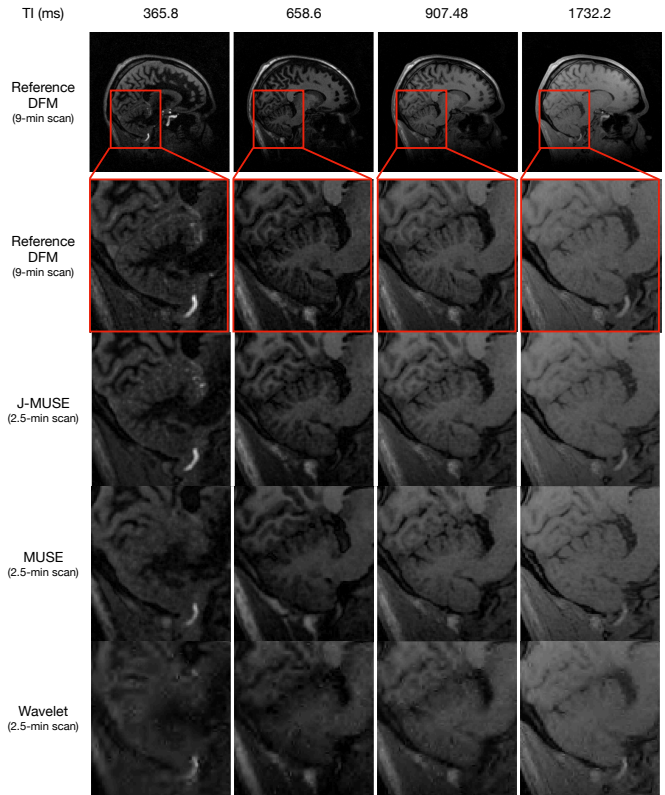 TI (ms) 365.8 658.6 907.48 1732.2
Reference
DFM
(9-min scan)
Reference
DFM
(9-min scan)
J-MUSE
(2.5-min scan)
MUSE
(2.5-min scan)
Wavelet
(2.5-min scan)